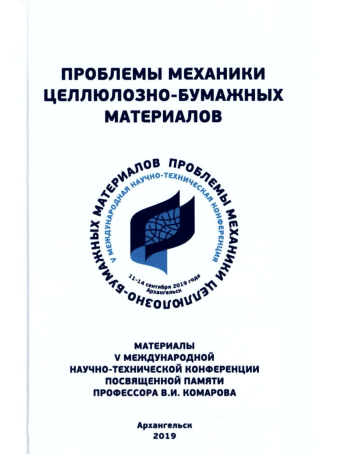 ПРОБЛЕМЫ МЕХАНИКИ
ЦЕЛЛЮЛОЗНО-БУМАЖНЫХ
МАТЕРИАЛОВ
ПРОБЛЕМЫ МЕХАНИКИ ЦЕЛЛЮЛОЗНО-БУМАЖНЫХ МАТЕРИАЛОВ
V МЕЖДУНАРОДНАЯ НАУЧНО-ТЕХНИЧЕСКАЯ КОНФЕРЕНЦИЯ
11-14 сентября 2019 года
Архангельск
МАТЕРИАЛЫ
V МЕЖДУНАРОДНОЙ
НАУЧНО-ТЕХНИЧЕСКОЙ КОНФЕРЕНЦИИ
ПОСВЯЩЕННОЙ ПАМЯТИ
ПРОФЕССОРА В.И. КОМАРОВА
Архангельск
2019